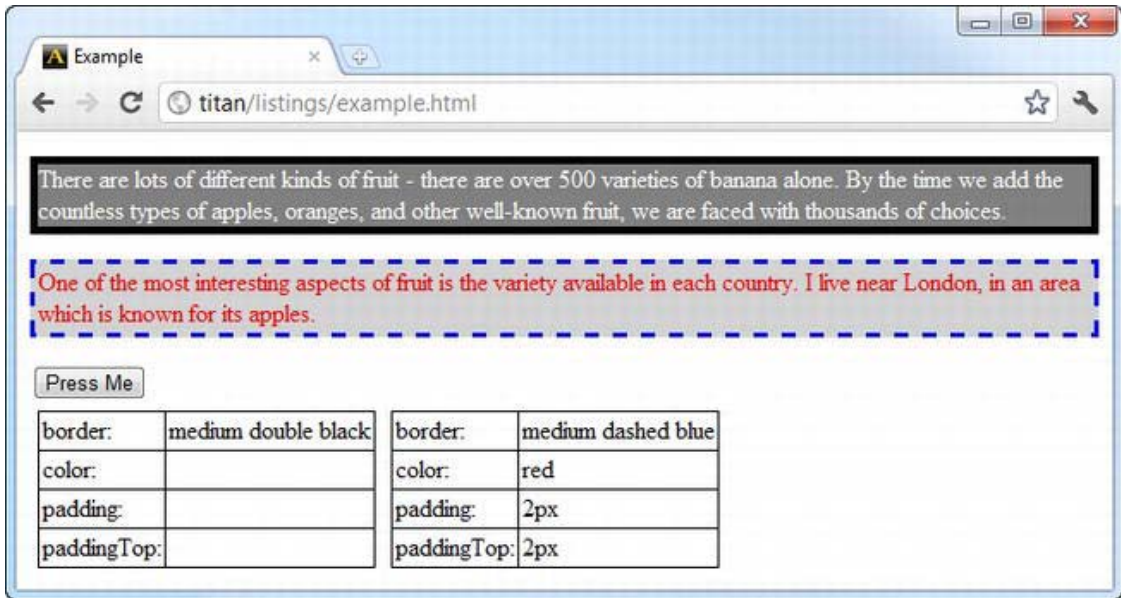 Example
titan/listings/example.html
There are lots of different kinds of fruit - there are over 500 varieties of banana alone. By the time we add the
countless types of apples, oranges, and other well-known fruit, we are faced with thousands of choices.
One of the most interesting aspects of fruit is the variety available in each country. I live near London, in an area
which is known for its apples.
Press Me
border: medium double black
color:
padding:
paddingTop:
border: medium dashed blue
color: red
padding: 2px
paddingTop: 2px